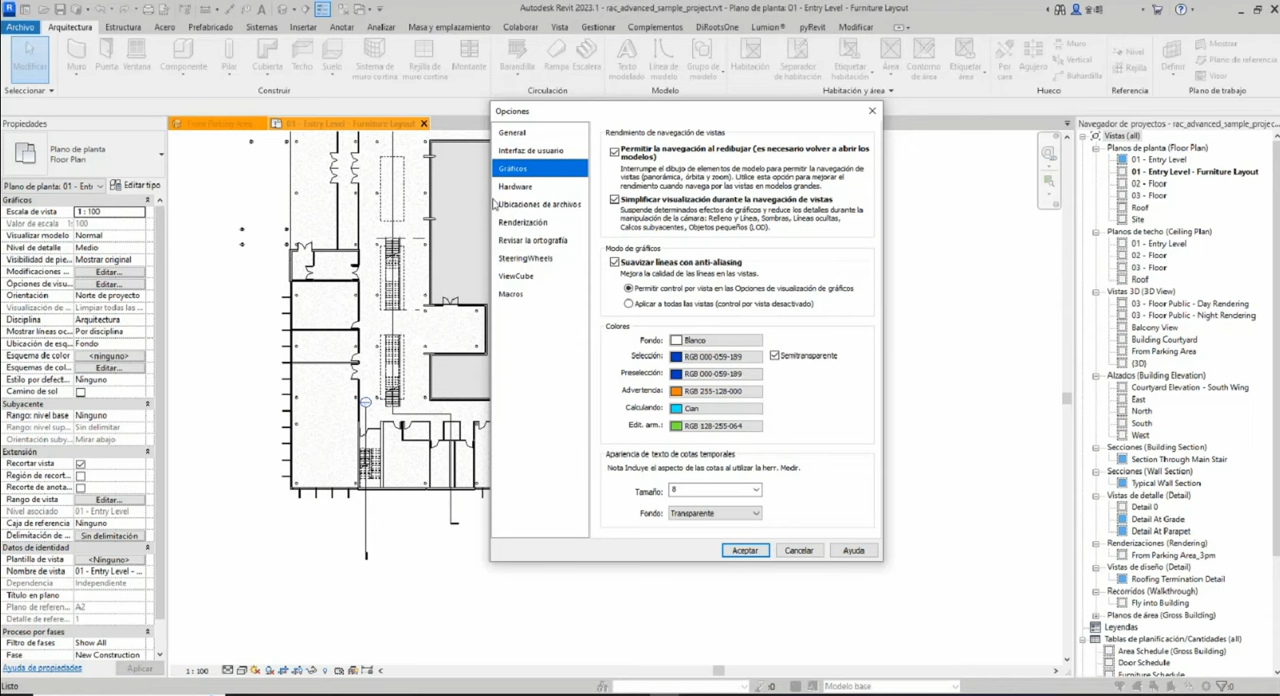 Autodesk Revit 2023.1 - rac_advanced_sample_project.rvt - Plano de planta: 01 - Entry Level - Furniture Layout
Archivo Arquitectura Estructura Acero Prefabricado Sistemas Insertar Anotar Analizar Masa y emplazamiento Colaborar Vista Gestionar Complementos DiRootsOne Lumion® pyRevit Modificar
Modificar Muro Puerta Ventana Componente Pilar Cubierta Techo Suelo Sistema de muro cortina Rejilla de muro cortina Montante Barandilla Rampa Escalera Texto modelado Línea de modelo Grupo de modelo Habitación Separador de habitación Etiquetar habitación Área Contorno de área Etiquetar área Por cara Agujero Muro Vertical Buhardilla Nivel Rejilla Definir Mostrar Plano de referencia Visor
Seleccionar Construir Circulación Modelo Habitación y área Hueco Referencia Plano de trabajo
Propiedades
01 - Entry Level - Furniture Layout
Plano de planta
Floor Plan
Plano de planta: 01 - Entr Editar tipo
Gráficos
Escala de vista 1 : 100
Valor de escala 1: 100
Visualizar modelo Normal
Nivel de detalle Medio
Visibilidad de pie... Mostrar original
Modificaciones ... Editar...
Opciones de visu... Editar...
Orientación Norte de proyecto
Visualización de ... Limpiar todas las ...
Disciplina Arquitectura
Mostrar líneas oc... Por disciplina
Ubicación de esq... Fondo
Esquema de color <ninguno>
Esquemas de col... Editar...
Estilo por defect... Ninguno
Camino de sol
Subyacente
Rango: nivel base Ninguno
Rango: nivel sup... Sin delimitar
Orientación suby... Mirar abajo
Extensión
Recortar vista
Región de recort...
Recorte de anota...
Rango de vista Editar...
Nivel asociado 01 - Entry Level
Caja de referencia Ninguno
Delimitación de ... Sin delimitación
Datos de identidad
Plantilla de vista <Ninguno>
Nombre de vista 01 - Entry Level - ...
Dependencia Independiente
Título en plano
Plano de referen... A2
Detalle de refere... 1
Proceso por fases
Filtro de fases Show All
Fase New Construction
Ayuda de propiedades Aplicar
Opciones
General
Interfaz de usuario
Gráficos
Hardware
Ubicaciones de archivos
Renderización
Revisar la ortografía
SteeringWheels
ViewCube
Macros
Rendimiento de navegación de vistas
Permitir la navegación al redibujar (es necesario volver a abrir los
modelos)
Interrumpe el dibujo de elementos de modelo para permitir la navegación de
vistas (panorámica, órbita y zoom). Utilice esta opción para mejorar el
rendimiento cuando navega por las vistas en modelos grandes.
Simplificar visualización durante la navegación de vistas
Suspende determinados efectos de gráficos y reduce los detalles durante la
manipulación de la cámara: Relleno y Línea, Sombras, Líneas ocultas,
Calcos subyacentes, Objetos pequeños (LOD).
Modo de gráficos
Suavizar líneas con anti-aliasing
Mejora la calidad de las líneas en las vistas.
Permitir control por vista en las Opciones de visualización de gráficos
Aplicar a todas las vistas (control por vista desactivado)
Colores
Fondo: Blanco
Selección: RGB 000-059-189 Semitransparente
Preselección: RGB 000-059-189
Advertencia: RGB 255-128-000
Calculando: Cian
Edit. arm.: RGB 128-255-064
Apariencia de texto de cotas temporales
Nota Incluye el aspecto de las cotas al utilizar la herr. Medir.
Tamaño: 8
Fondo: Transparente
Aceptar Cancelar Ayuda
Navegador de proyectos - rac_advanced_sample_projec...
Vistas (all)
Planos de planta (Floor Plan)
01 - Entry Level
01 - Entry Level - Furniture Layout
02 - Floor
03 - Floor
Roof
Site
Planos de techo (Ceiling Plan)
01 - Entry Level
02 - Floor
03 - Floor
Roof
Vistas 3D (3D View)
03 - Floor Public - Day Rendering
03 - Floor Public - Night Rendering
Balcony View
Building Courtyard
From Parking Area
{3D}
Alzados (Building Elevation)
Courtyard Elevation - South Wing
East
North
South
West
Secciones (Building Section)
Section Through Main Stair
Secciones (Wall Section)
Typical Wall Section
Vistas de detalle (Detail)
Detail 0
Detail At Grade
Detail At Parapet
Renderizaciones (Rendering)
From Parking Area_3pm
Vistas de diseño (Detail)
Roofing Termination Detail
Recorridos (Walkthrough)
Fly into Building
Planos de área (Gross Building)
Leyendas
Tablas de planificación/Cantidades (all)
Area Schedule (Gross Building)
Door Schedule
Furniture Schedule
1 : 100
Listo :0 Modelo base :0